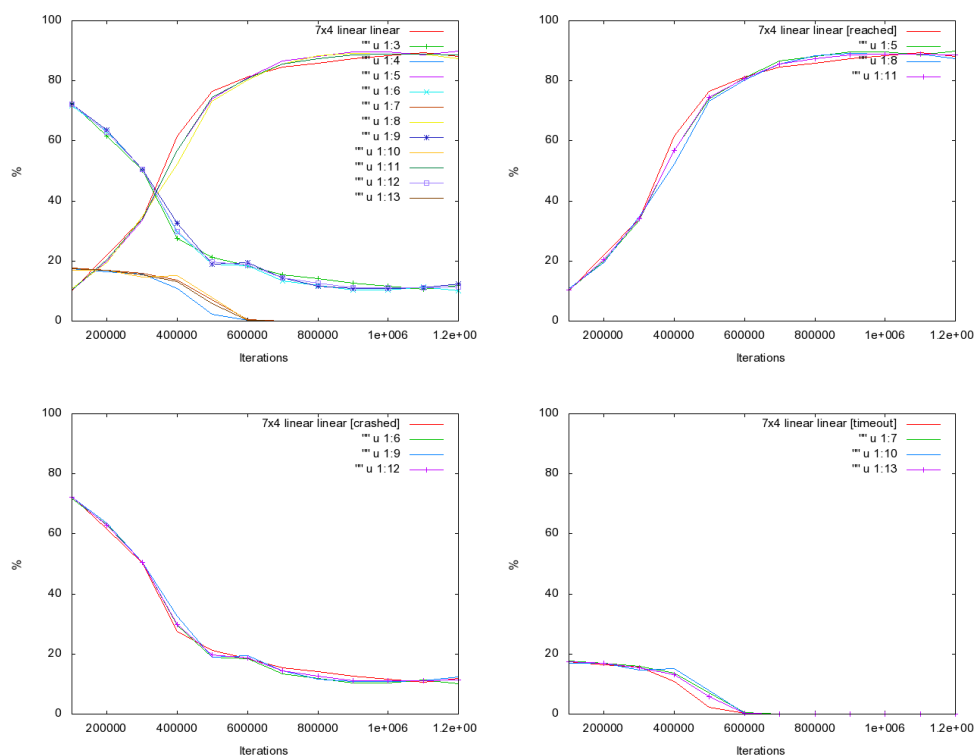 100
80
60
40
20
0
%
7x4 linear linear
"" u 1:3
"" u 1:4
"" u 1:5
"" u 1:6
"" u 1:7
"" u 1:8
"" u 1:9
"" u 1:10
"" u 1:11
"" u 1:12
"" u 1:13
200000 400000 600000 800000 1e+006 1.2e+00
Iterations
100
80
60
40
20
0
%
7x4 linear linear [reached]
"" u 1:5
"" u 1:8
"" u 1:11
200000 400000 600000 800000 1e+006 1.2e+00
Iterations
100
80
60
40
20
0
%
7x4 linear linear [crashed]
"" u 1:6
"" u 1:9
"" u 1:12
200000 400000 600000 800000 1e+006 1.2e+00
Iterations
100
80
60
40
20
0
%
7x4 linear linear [timeout]
"" u 1:7
"" u 1:10
"" u 1:13
200000 400000 600000 800000 1e+006 1.2e+00
Iterations